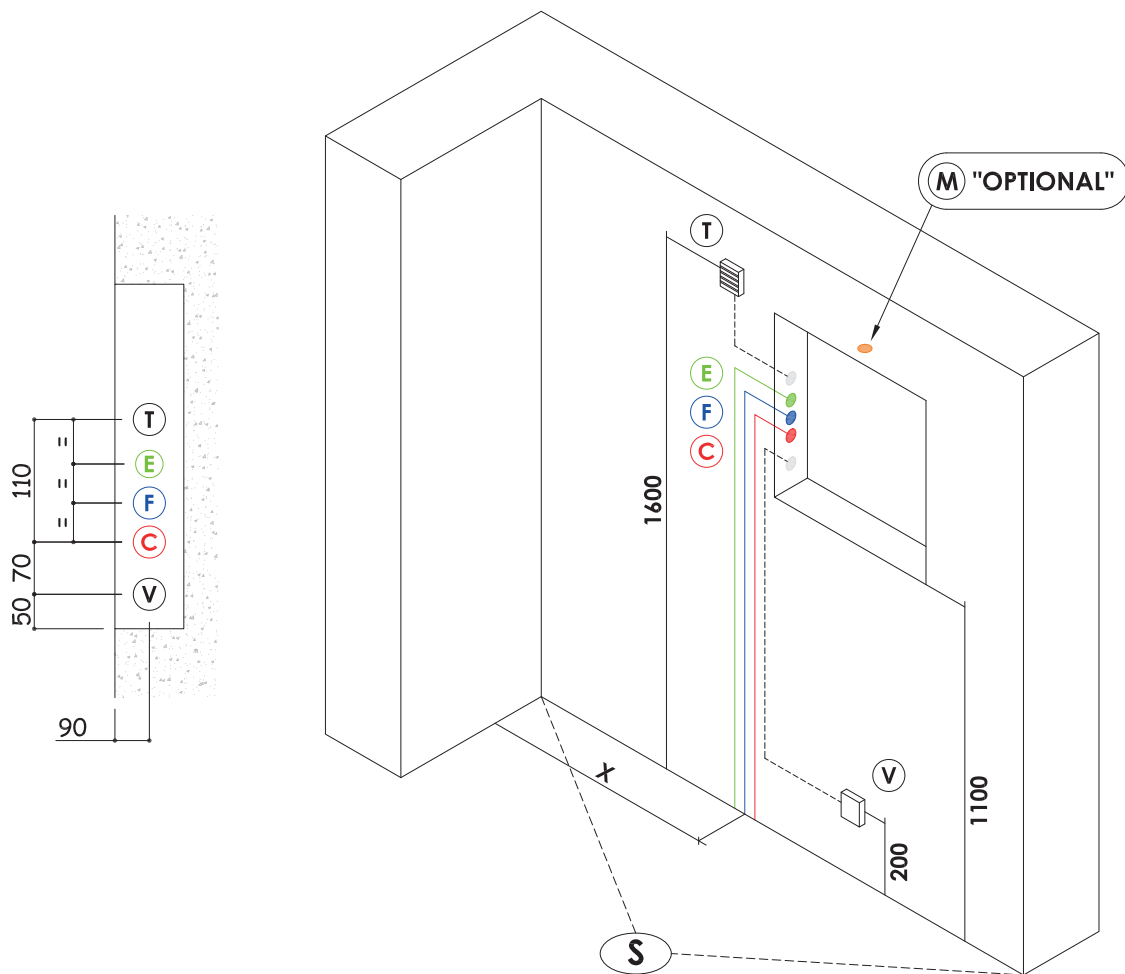 M "OPTIONAL"
T
E
F
C
1600
X
V
1100
200
S
T
=
E
=
F
=
C
V
110
70
50
90